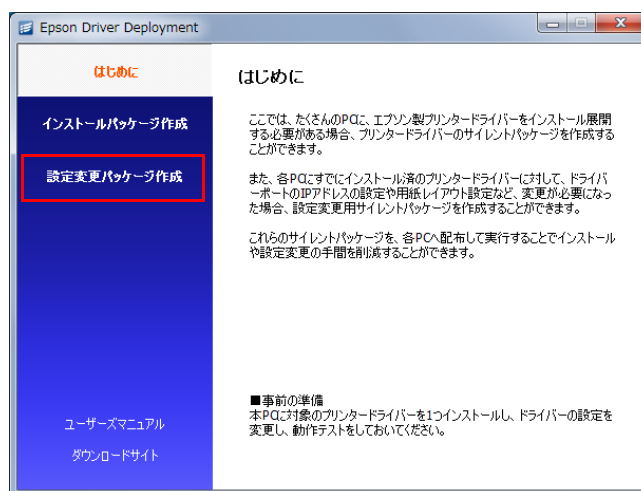 Epson Driver Deployment
はじめに
インストールパッケージ作成
設定変更パッケージ作成
ユーザーズマニュアル
ダウンロードサイト
はじめに
ここでは、たくさんのPCに、エプソン製プリンタードライバーをインストール展開
する必要がある場合、プリンタードライバーのサイレントパッケージを作成する
ことができます。
また、各PCにすでにインストール済のプリンタードライバーに対して、ドライバ
ーポートのIPアドレスの設定や用紙レイアウト設定など、変更が必要になっ
た場合、設定変更用サイレントパッケージを作成することができます。
これらのサイレントパッケージを、各PCへ配布して実行することでインストール
や設定変更の手間を削減することができます。
■事前の準備
本PCに対象のプリンタードライバーを1つインストールし、ドライバーの設定を
変更し、動作テストをしておいてください。